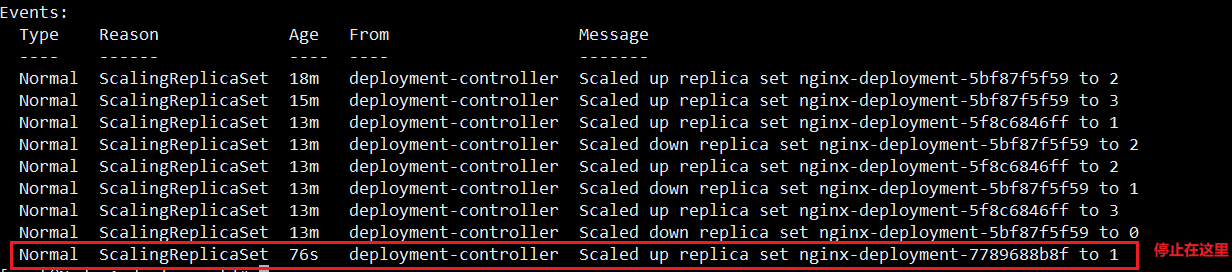 Events:
Type Reason Age From Message
---- ------ ---- ---- -------
Normal ScalingReplicaSet 18m deployment-controller Scaled up replica set nginx-deployment-5bf87f5f59 to 2
Normal ScalingReplicaSet 15m deployment-controller Scaled up replica set nginx-deployment-5bf87f5f59 to 3
Normal ScalingReplicaSet 13m deployment-controller Scaled up replica set nginx-deployment-5f8c6846ff to 1
Normal ScalingReplicaSet 13m deployment-controller Scaled down replica set nginx-deployment-5bf87f5f59 to 2
Normal ScalingReplicaSet 13m deployment-controller Scaled up replica set nginx-deployment-5f8c6846ff to 2
Normal ScalingReplicaSet 13m deployment-controller Scaled down replica set nginx-deployment-5bf87f5f59 to 1
Normal ScalingReplicaSet 13m deployment-controller Scaled up replica set nginx-deployment-5f8c6846ff to 3
Normal ScalingReplicaSet 13m deployment-controller Scaled down replica set nginx-deployment-5bf87f5f59 to 0
Normal ScalingReplicaSet 76s deployment-controller Scaled up replica set nginx-deployment-7789688b8f to 1 停止在这里